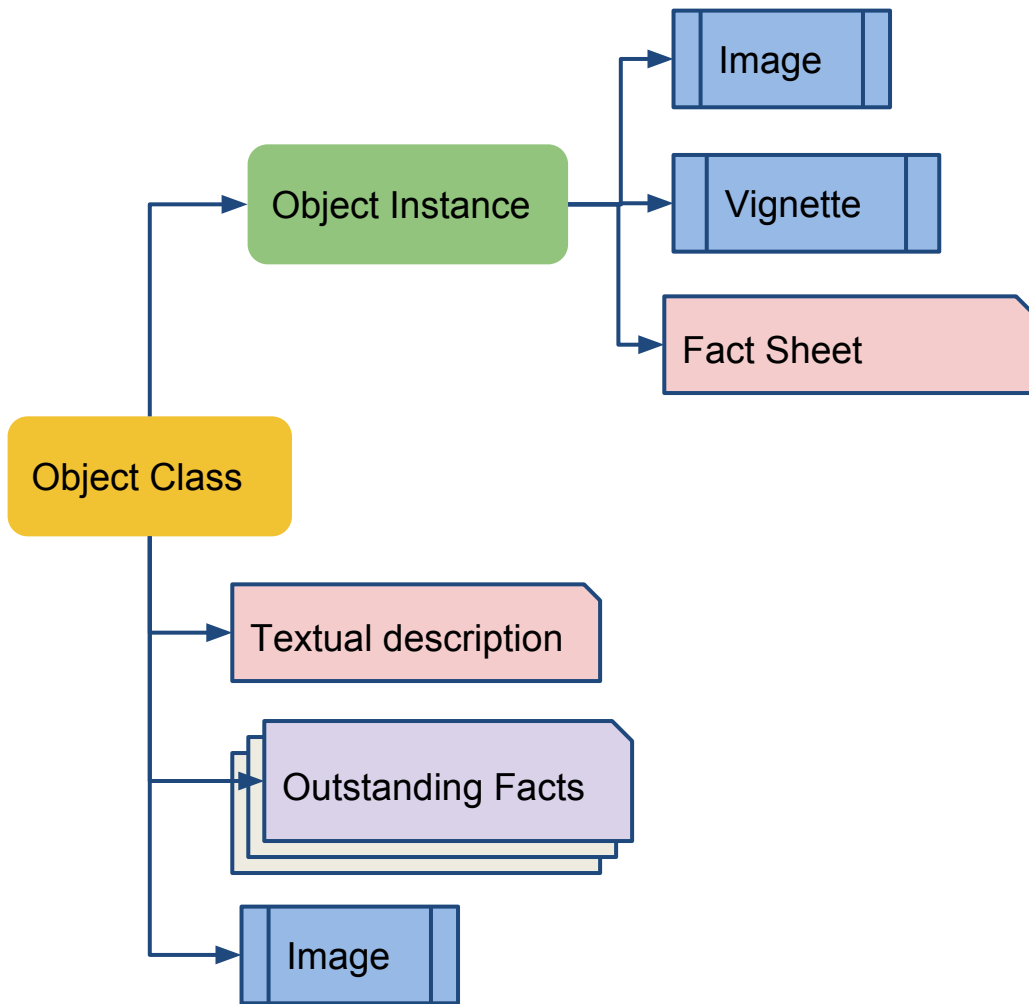 Image
Object Instance
Vignette
Fact Sheet
Object Class
Textual description
Outstanding Facts
Image